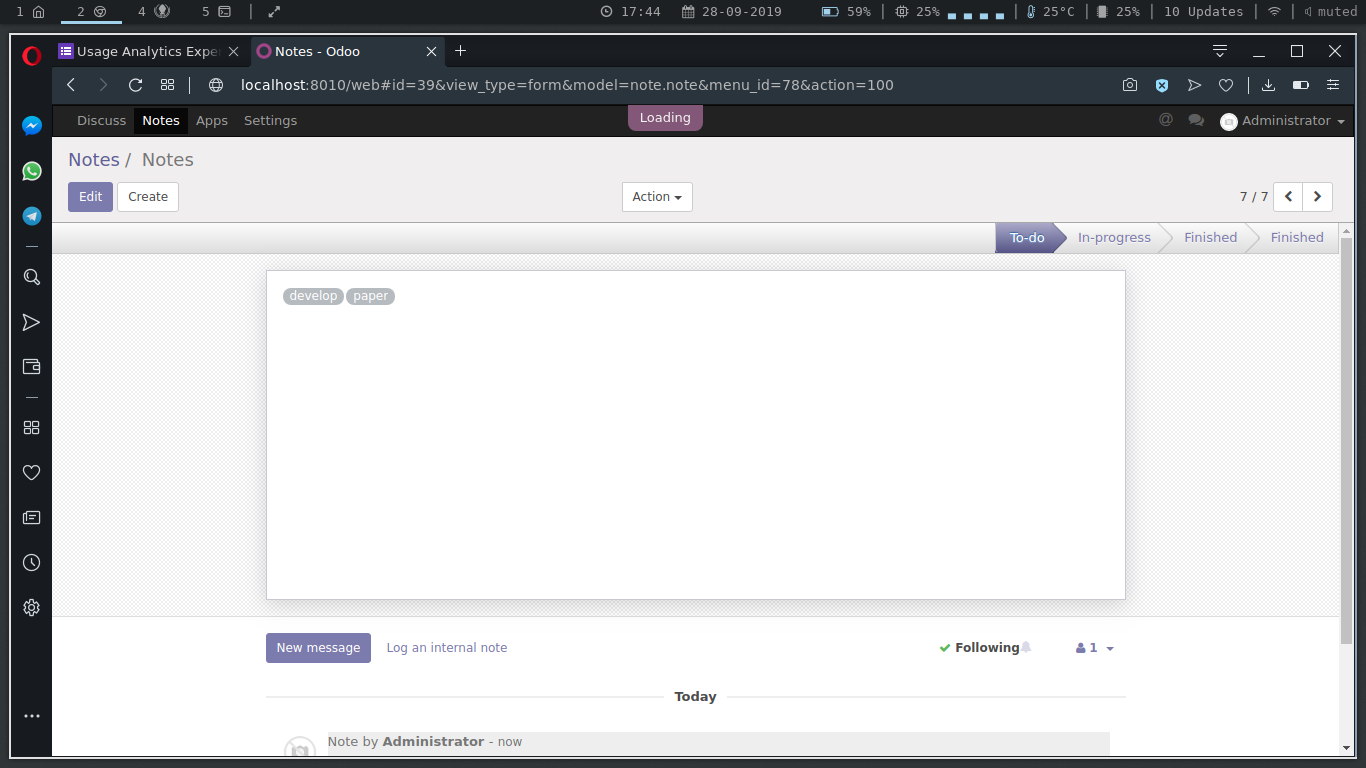 1 2 4 5 17:44 28-09-2019 59% 25% 25°C 25% 10 Updates muted
Usage Analytics Expe Notes - Odoo
localhost:8010/web#id=39&view_type=form&model=note.note&menu_id=78&action=100
Discuss Notes Apps Settings Loading @ Administrator
Notes / Notes
Edit Create Action 7 / 7
To-do In-progress Finished Finished
develop paper
New message Log an internal note Following 1
Today
Note by Administrator - now